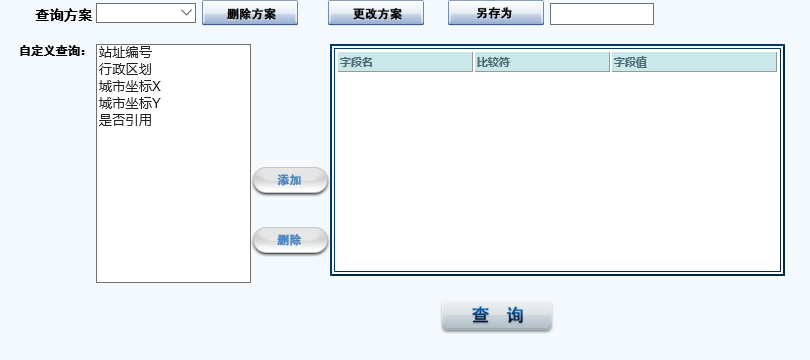 查询方案 删除方案 更改方案 另存为
自定义查询:
站址编号
行政区划
城市坐标X
城市坐标Y
是否引用
添加
删除
字段名 比较符 字段值
查 询